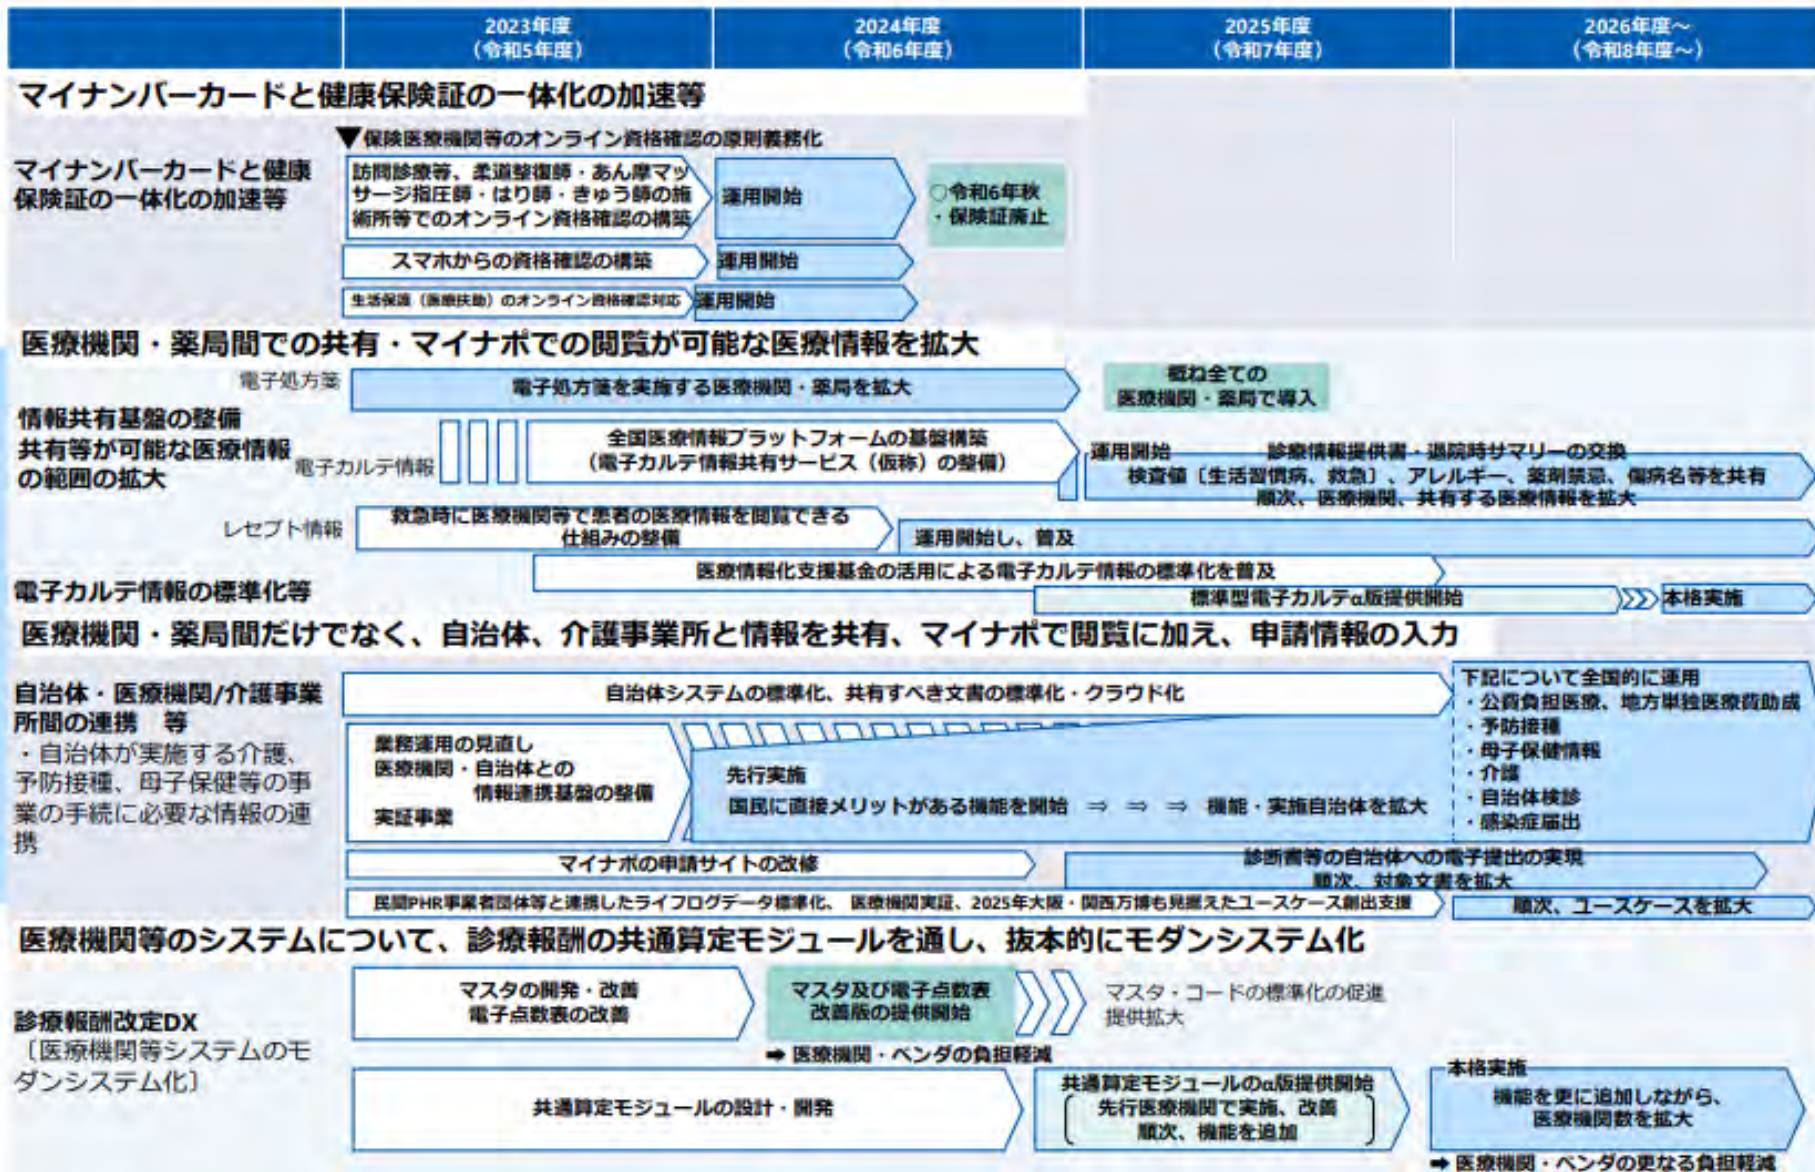 2023年度
（令和5年度）
2024年度
（令和6年度）
2025年度
（令和7年度）
2026年度～
（令和8年度～）
マイナンバーカードと健康保険証の一体化の加速等
マイナンバーカードと健康
保険証の一体化の加速等
▼保険医療機関等のオンライン資格確認の原則義務化
訪問診療等、柔道整復師・あん摩マッ
サージ指圧師・はり師・きゅう師の施
術所等でのオンライン資格確認の構築
運用開始
○令和6年秋
・保険証廃止
スマホからの資格確認の構築
運用開始
生活保護（医療扶助）のオンライン資格確認対応
運用開始
医療機関・薬局間での共有・マイナポでの閲覧が可能な医療情報を拡大
電子処方箋
電子処方箋を実施する医療機関・薬局を拡大
概ね全ての
医療機関・薬局で導入
情報共有基盤の整備
共有等が可能な医療情報
の範囲の拡大
電子カルテ情報
全国医療情報プラットフォームの基盤構築
（電子カルテ情報共有サービス（仮称）の整備）
運用開始
診療情報提供書・退院時サマリーの交換
検査値〔生活習慣病、救急〕、アレルギー、薬剤禁忌、傷病名等を共有
順次、医療機関、共有する医療情報を拡大
レセプト情報
救急時に医療機関等で患者の医療情報を閲覧できる
仕組みの整備
運用開始し、普及
電子カルテ情報の標準化等
医療情報化支援基金の活用による電子カルテ情報の標準化を普及
標準型電子カルテα版提供開始
本格実施
医療機関・薬局間だけでなく、自治体、介護事業所と情報を共有、マイナポで閲覧に加え、申請情報の入力
自治体・医療機関/介護事業
所間の連携　等
・自治体が実施する介護、
予防接種、母子保健等の事
業の手続に必要な情報の連
携
自治体システムの標準化、共有すべき文書の標準化・クラウド化
業務運用の見直し
医療機関・自治体との
情報連携基盤の整備
実証事業
先行実施
国民に直接メリットがある機能を開始　⇒　⇒　⇒　機能・実施自治体を拡大
下記について全国的に運用
・公費負担医療、地方単独医療費助成
・予防接種
・母子保健情報
・介護
・自治体検診
・感染症届出
マイナポの申請サイトの改修
診断書等の自治体への電子提出の実現
順次、対象文書を拡大
民間PHR事業者団体等と連携したライフログデータ標準化、 医療機関実証、2025年大阪・関西万博も見据えたユースケース創出支援
順次、ユースケースを拡大
医療機関等のシステムについて、診療報酬の共通算定モジュールを通し、抜本的にモダンシステム化
診療報酬改定DX
〔医療機関等システムのモ
ダンシステム化〕
マスタの開発・改善
電子点数表の改善
マスタ及び電子点数表
改善版の提供開始
マスタ・コードの標準化の促進
提供拡大
➡ 医療機関・ベンダの負担軽減
共通算定モジュールの設計・開発
共通算定モジュールのα版提供開始
先行医療機関で実施、改善
順次、機能を追加
本格実施
機能を更に追加しながら、
医療機関数を拡大
➡ 医療機関・ベンダの更なる負担軽減